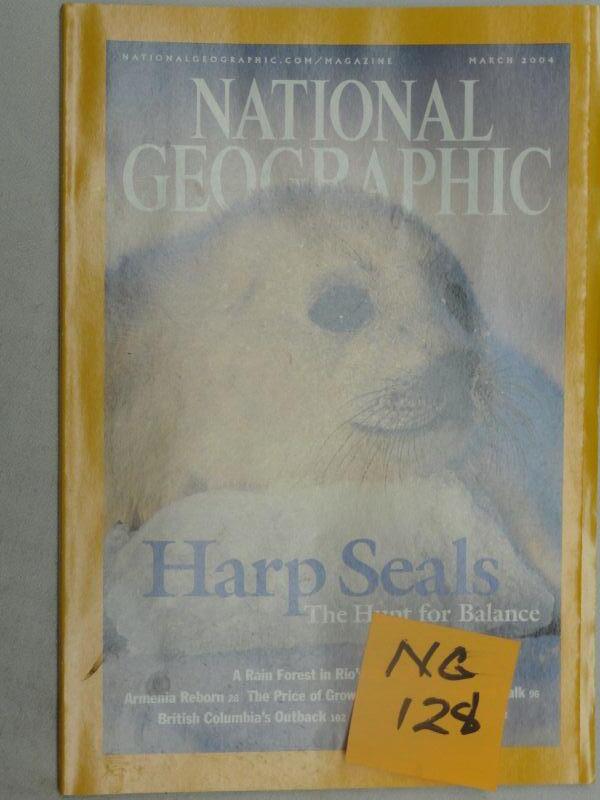 NATIONALGEOGRAPHIC.COM/MAGAZINE MARCH 2004
NATIONAL
GEOGRAPHIC
Harp Seals
The Hunt for Balance
A Rain Forest in Rio's
Armenia Reborn 28 The Price of Grow alk 96
British Columbia's Outback 102
NG
128